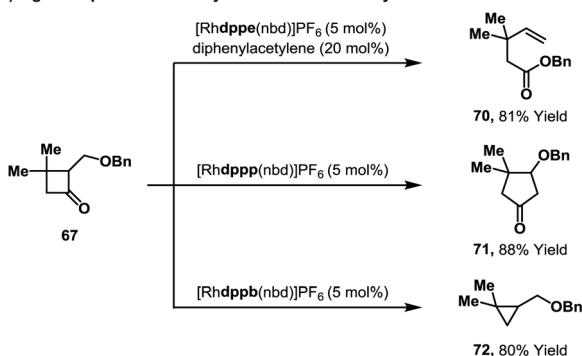 [Rhdppe(nbd)]PF6 (5 mol%)
diphenylacetylene (20 mol%)
Me
Me
OBn
O
70, 81% Yield
Me
Me
OBn
O
67
[Rhdppp(nbd)]PF6 (5 mol%)
Me
Me
OBn
O
71, 88% Yield
[Rhdppb(nbd)]PF6 (5 mol%)
Me
Me
OBn
72, 80% Yield